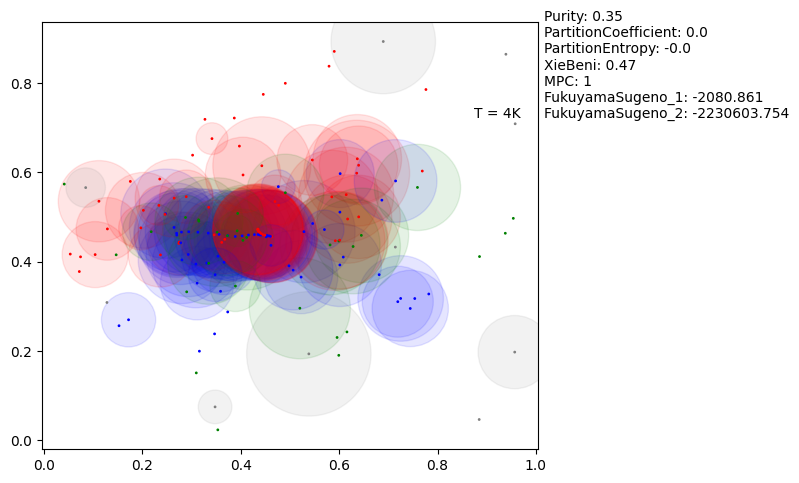 Purity: 0.35
PartitionCoefficient: 0.0
PartitionEntropy: -0.0
XieBeni: 0.47
MPC: 1
FukuyamaSugeno_1: -2080.861
FukuyamaSugeno_2: -2230603.754
T = 4K
0.8
0.6
0.4
0.2
0.0
0.0 0.2 0.4 0.6 0.8 1.0